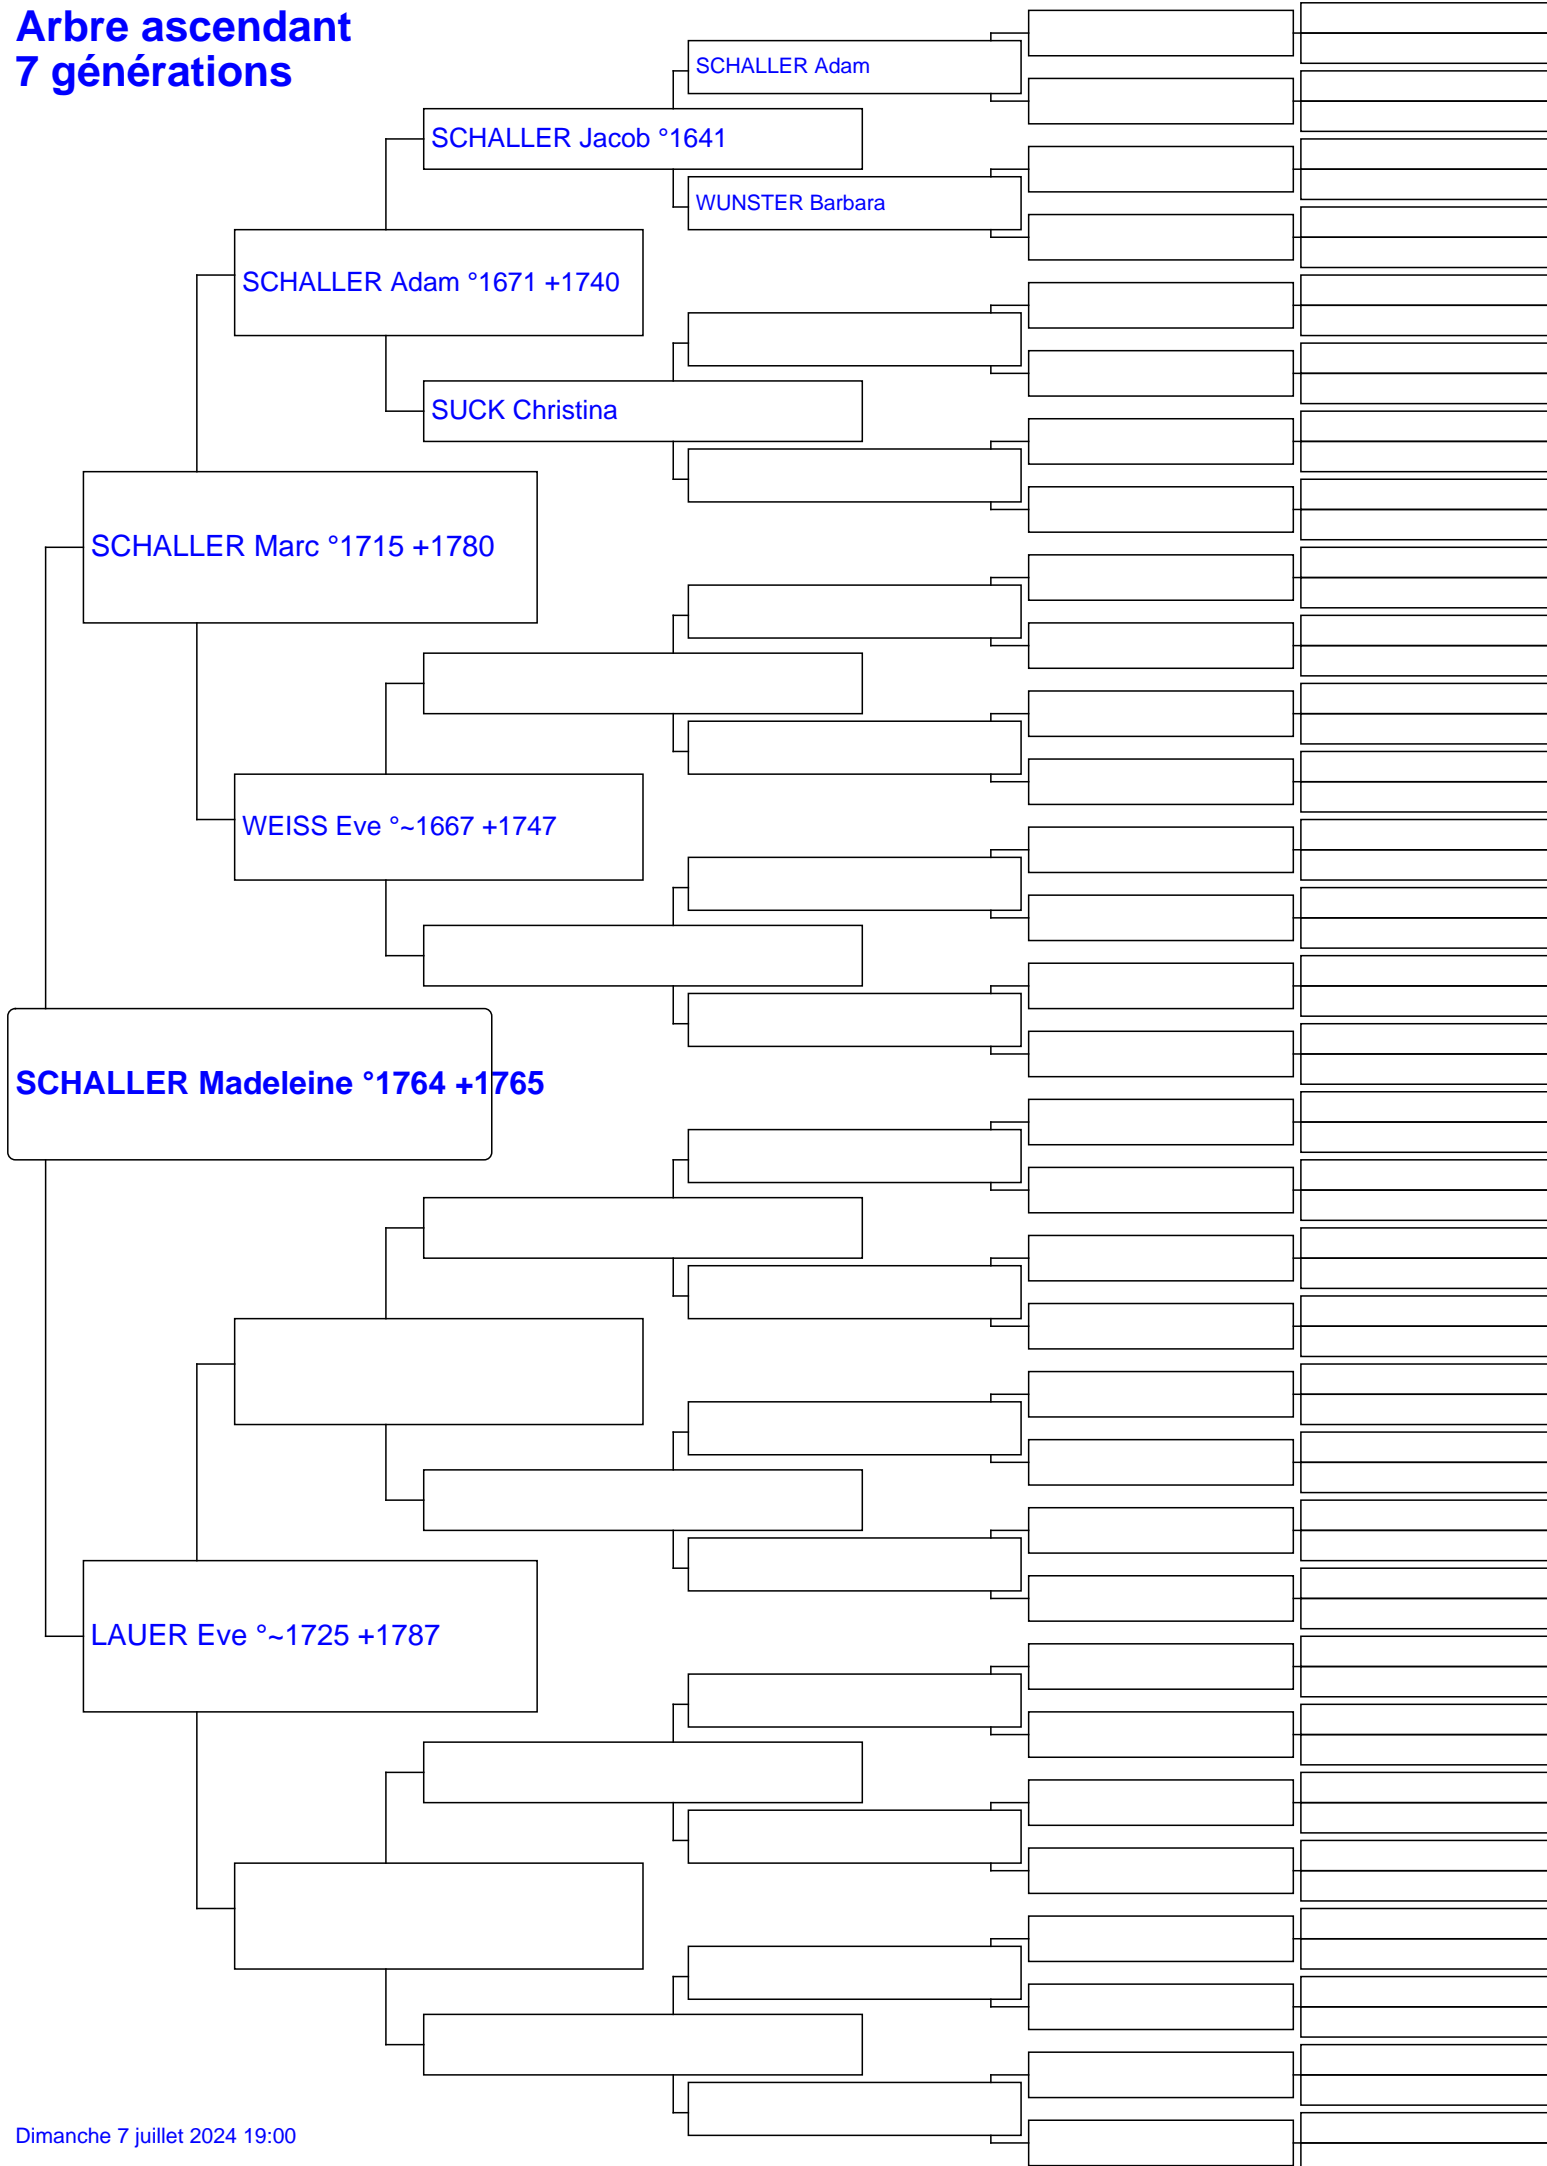 Arbre ascendant
7 générations
SCHALLER Adam
SCHALLER Jacob °1641
WUNSTER Barbara
SCHALLER Adam °1671 +1740
SUCK Christina
SCHALLER Marc °1715 +1780
WEISS Eve °~1667 +1747
SCHALLER Madeleine °1764 +1765
LAUER Eve °~1725 +1787
Dimanche 7 juillet 2024 19:00